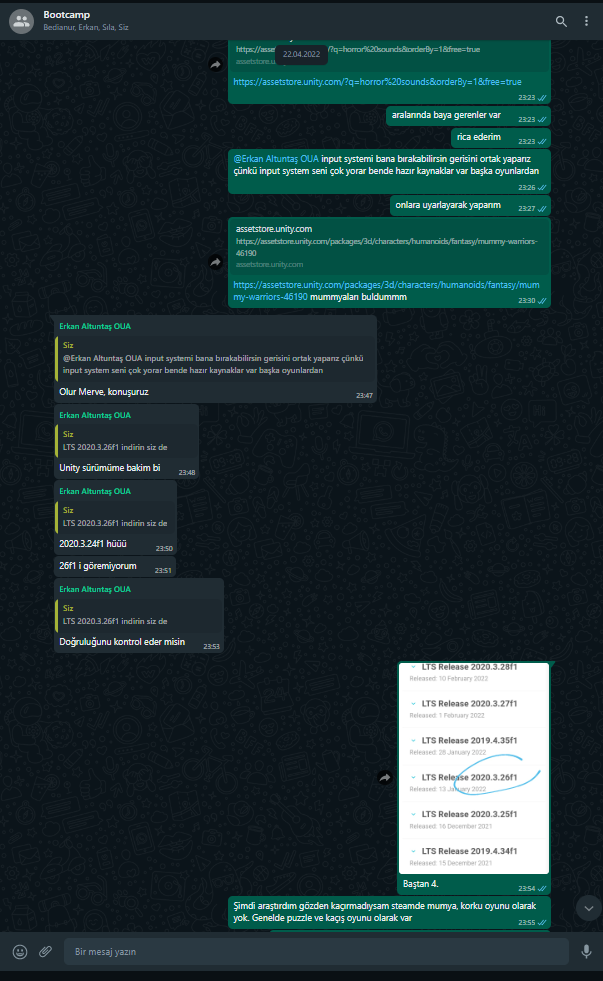 Bootcamp
Bedianur, Erkan, Sıla, Siz
22.04.2022
https://assetstore.unity.com/?q=horror%20sounds&orderBy=1&free=true
assetstore.u
https://assetstore.unity.com/?q=horror%20sounds&orderBy=1&free=true
23:23
aralarında baya gerenler var
23:23
rica ederim
23:23
@Erkan Altuntaş OUA input systemi bana bırakabilirsin gerisini ortak yaparız
çünkü input system seni çok yorar bende hazır kaynaklar var başka oyunlardan
23:26
onlara uyarlayarak yaparım
23:27
assetstore.unity.com
https://assetstore.unity.com/packages/3d/characters/humanoids/fantasy/mummy-warriors-
46190
assetstore.unity.com
https://assetstore.unity.com/packages/3d/characters/humanoids/fantasy/mum
my-warriors-46190 mummyaları buldummm
23:30
Erkan Altuntaş OUA
Siz
@Erkan Altuntaş OUA input systemi bana bırakabilirsin gerisini ortak yaparız çünkü
input system seni çok yorar bende hazır kaynaklar var başka oyunlardan
Olur Merve, konuşuruz
23:47
Erkan Altuntaş OUA
Siz
LTS 2020.3.26f1 indirin siz de
Unity sürümüme bakim bi
23:48
Erkan Altuntaş OUA
Siz
LTS 2020.3.26f1 indirin siz de
2020.3.24f1 hüüü
23:50
26f1 i göremiyorum
23:51
Erkan Altuntaş OUA
Siz
LTS 2020.3.26f1 indirin siz de
Doğruluğunu kontrol eder misin
23:53
LTS Release 2020.3.28f1
Released: 10 February 2022
LTS Release 2020.3.27f1
Released: 1 February 2022
LTS Release 2019.4.35f1
Released: 28 January 2022
LTS Release 2020.3.26f1
Released: 13 January 2022
LTS Release 2020.3.25f1
Released: 16 December 2021
LTS Release 2019.4.34f1
Released: 15 December 2021
Baştan 4.
23:54
Şimdi araştırdım gözden kaçırmadıysam steamde mumya, korku oyunu olarak
yok. Genelde puzzle ve kaçış oyunu olarak var
23:55
Bir mesaj yazın